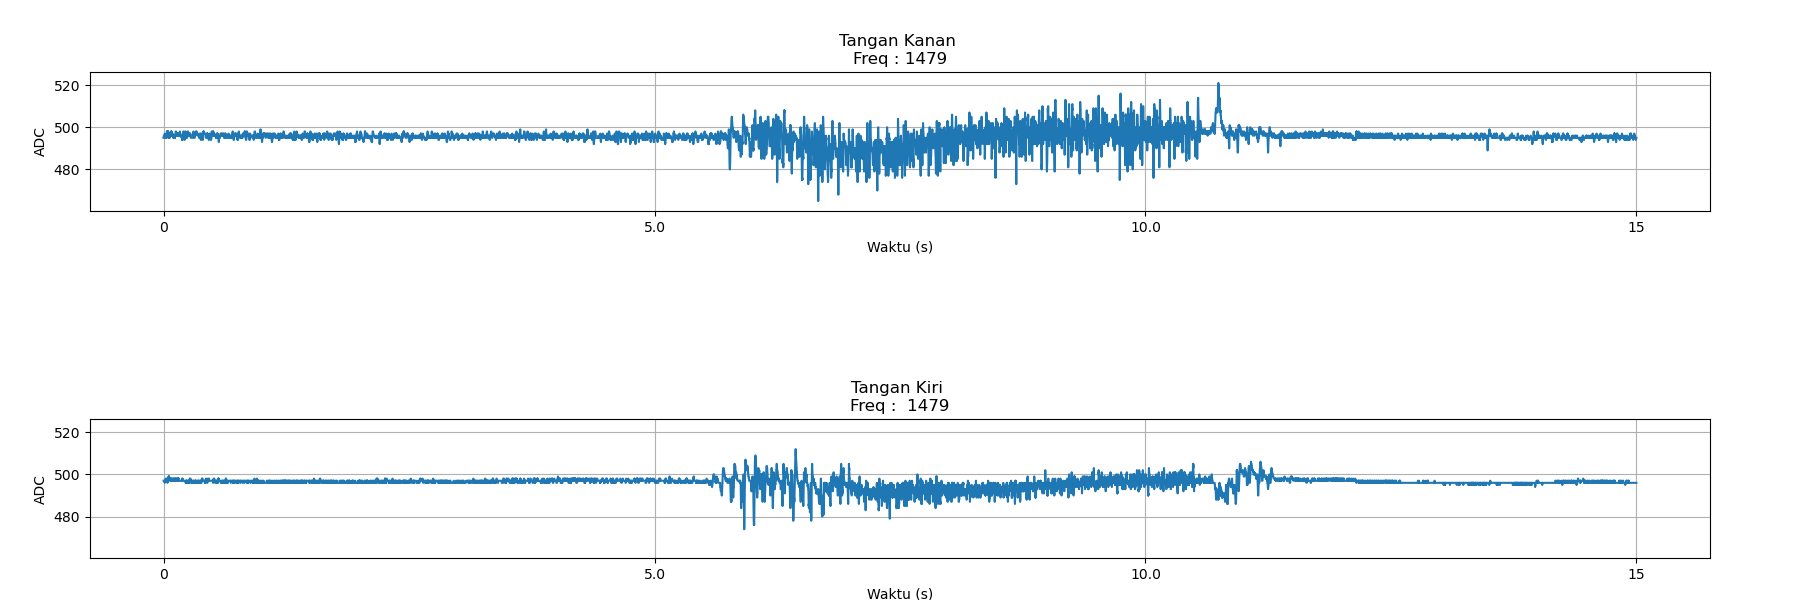 Tangan Kanan
Freq : 1479
520
500
480
ADC
0 5.0 10.0 15
Waktu (s)
Tangan Kiri
Freq :  1479
520
500
480
ADC
0 5.0 10.0 15
Waktu (s)